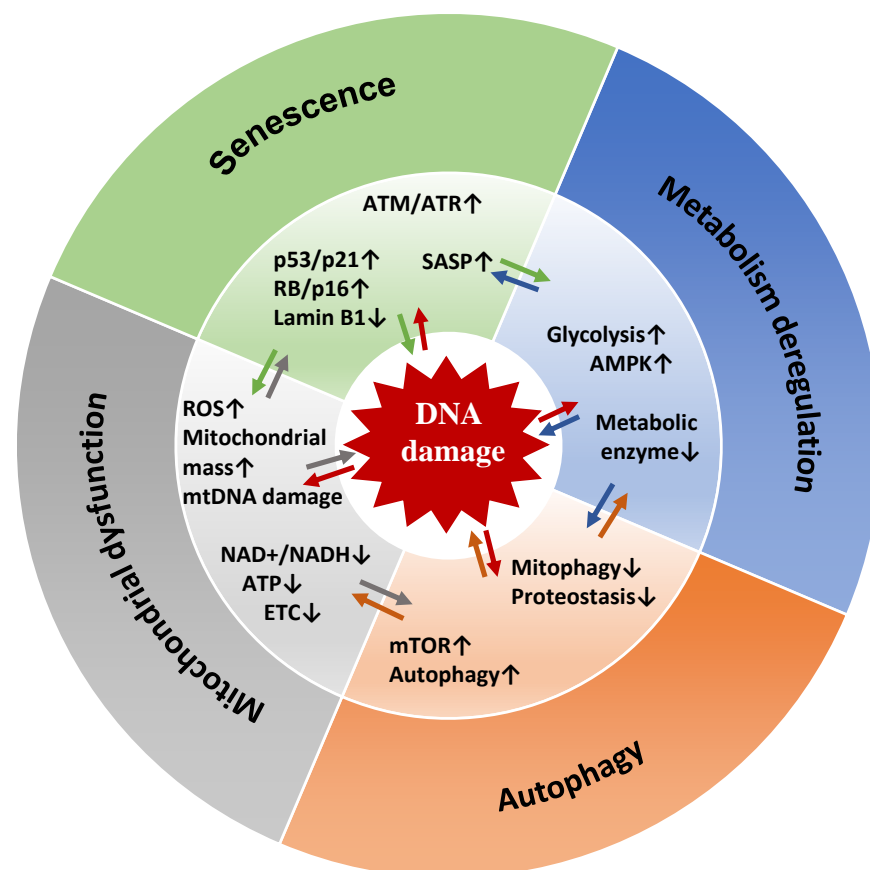 Senescence
Metabolism deregulation
Mitochondrial dysfunction
Autophagy
ATM/ATR↑
p53/p21↑
RB/p16↑
Lamin B1↓
SASP↑
Glycolysis↑
AMPK↑
Metabolic
enzyme↓
DNA
damage
ROS↑
Mitochondrial
mass↑
mtDNA damage
NAD+/NADH↓
ATP↓
ETC↓
Mitophagy↓
Proteostasis↓
mTOR↑
Autophagy↑